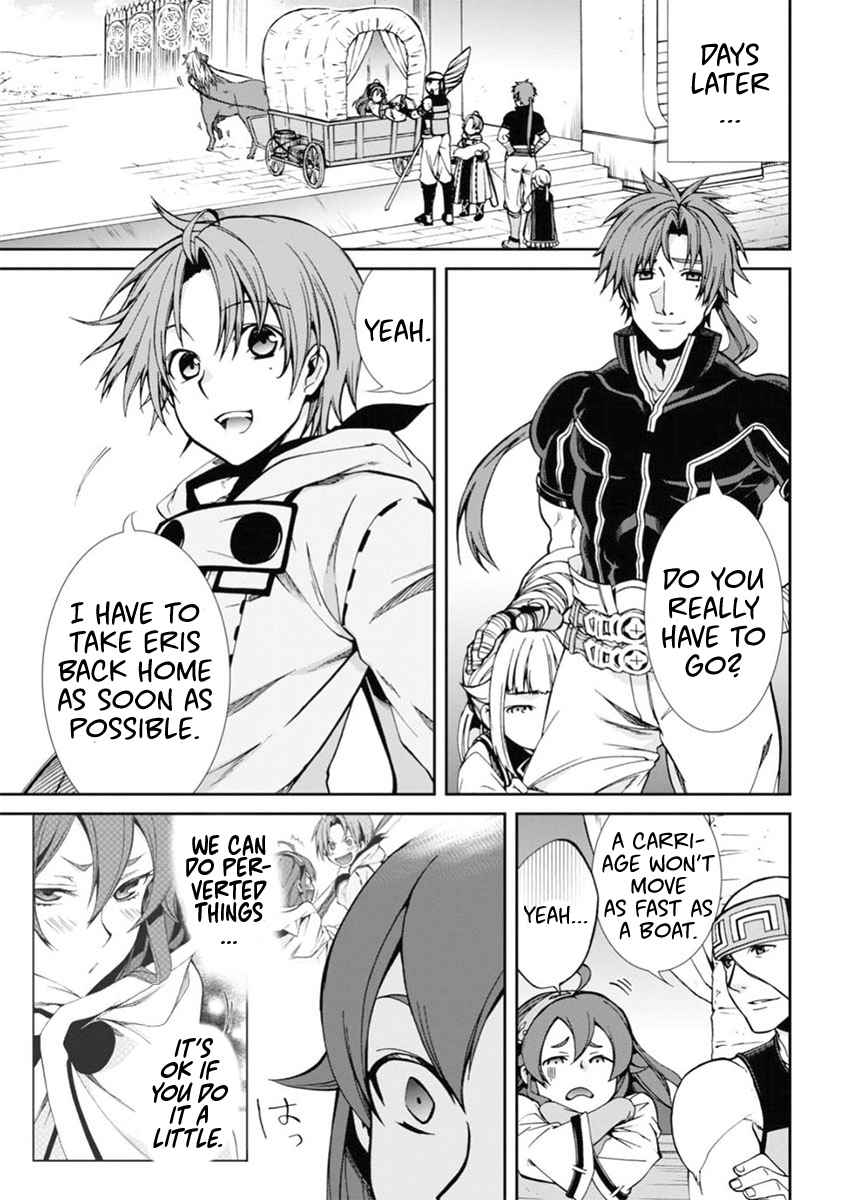 DAYS
LATER
...
DO YOU
REALLY
HAVE TO
GO?
YEAH.
I HAVE TO
TAKE ERIS
BACK HOME
AS SOON AS
POSSIBLE.
A CARRI-
AGE WON'T
MOVE
AS FAST AS
A BOAT.
YEAH...
はっ
WE CAN
DO PER-
VERTED
THINGS
...
IT'S
OK IF
YOU DO
IT A
LITTLE.